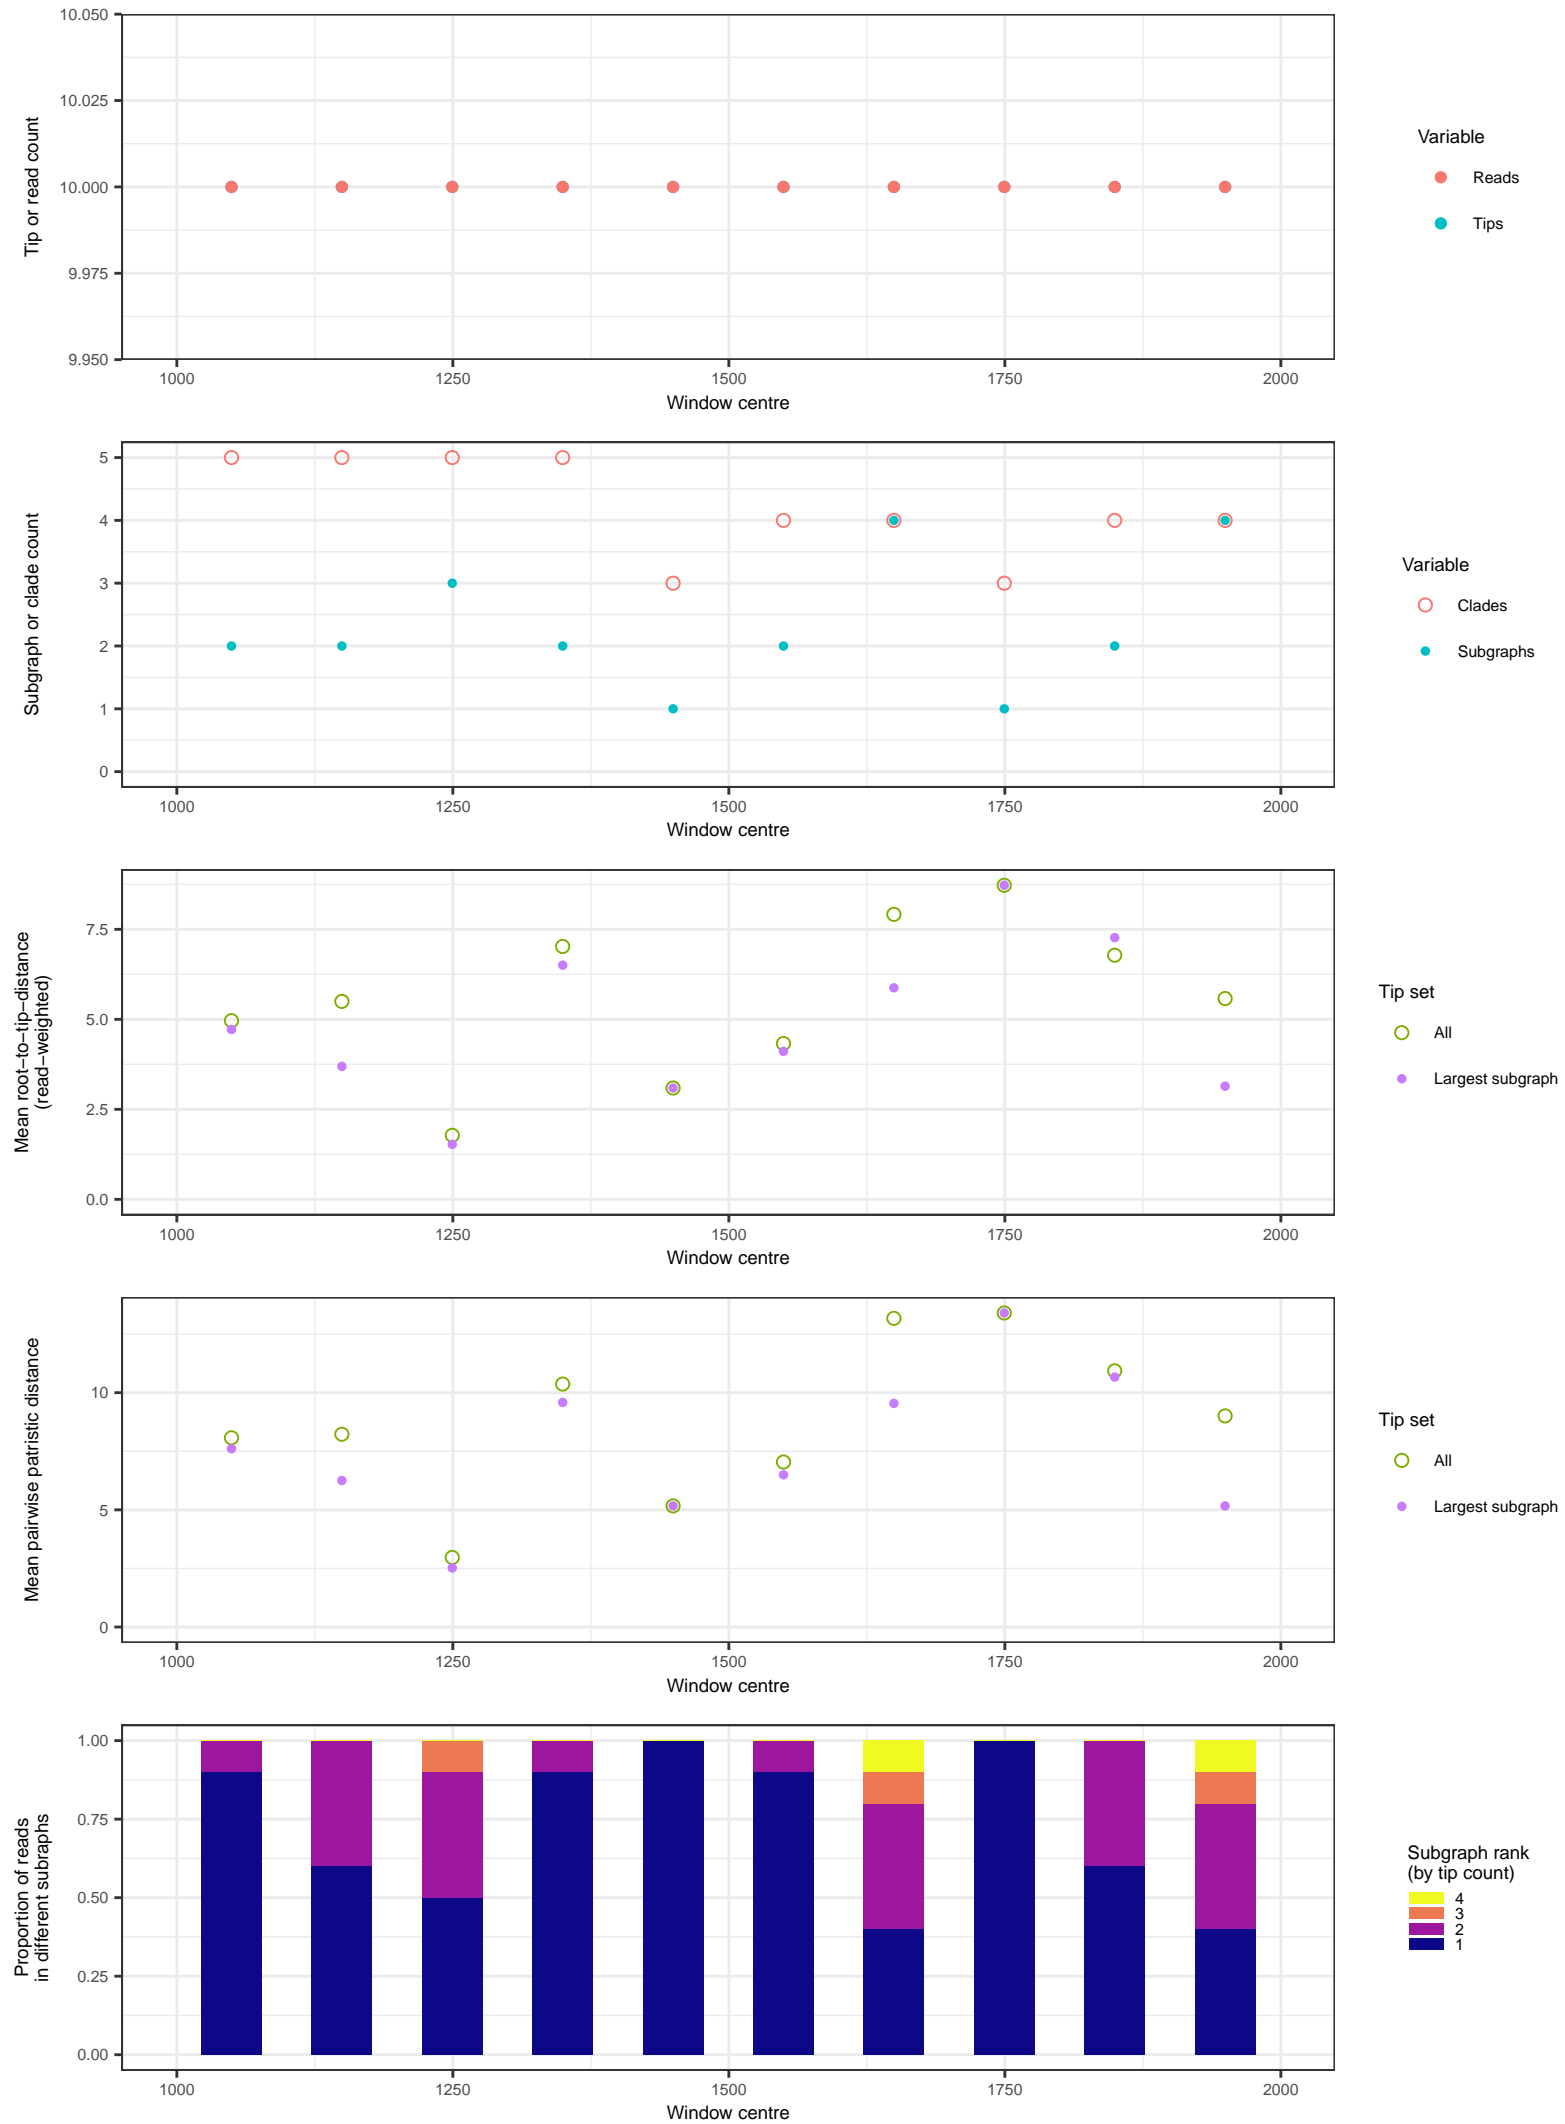 10.050
10.025
10.000
9.975
9.950
Tip or read count
1000 1250 1500 1750 2000
Window centre
Variable
Reads
Tips
5
4
3
2
1
0
Subgraph or clade count
1000 1250 1500 1750 2000
Window centre
Variable
Clades
Subgraphs
7.5
5.0
2.5
0.0
Mean root−to−tip−distance
(read−weighted)
1000 1250 1500 1750 2000
Window centre
Tip set
All
Largest subgraph
10
5
0
Mean pairwise patristic distance
1000 1250 1500 1750 2000
Window centre
Tip set
All
Largest subgraph
1.00
0.75
0.50
0.25
0.00
Proportion of reads
in different subraphs
1000 1250 1500 1750 2000
Window centre
Subgraph rank
(by tip count)
4
3
2
1